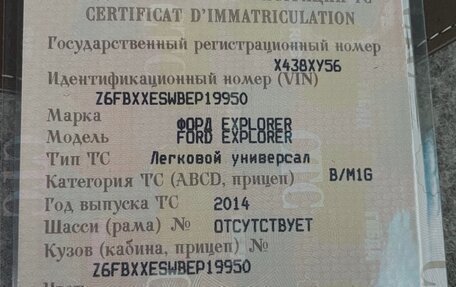 CERTIFICAT D'IMMATRICULATION
Государственный регистрационный номер
Х438ХУ56
Идентификационный номер (VIN)
Z6FBXXESWBEP19950
Марка ФОРД EXPLORER
Модель FORD EXPLORER
Тип ТС Легковой универсал
Категория ТС (ABCD, прицеп) B/M1G
Год выпуска ТС 2014
Шасси (рама) № ОТСУТСТВУЕТ
Кузов (кабина, прицеп) №
Z6FBXXESWBEP19950